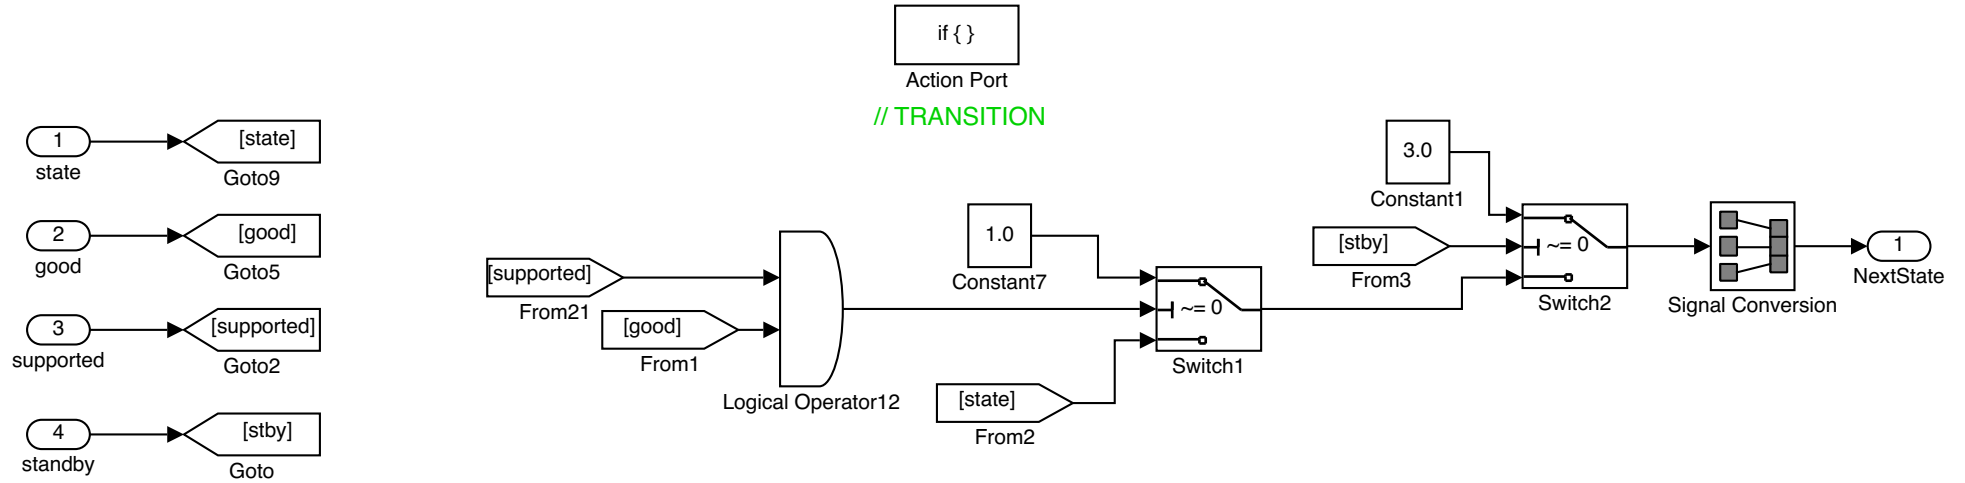 if { }
Action Port
// TRANSITION
1
state
[state]
Goto9
2
good
[good]
Goto5
3
supported
[supported]
Goto2
4
standby
[stby]
Goto
[supported]
From21
[good]
From1
Logical Operator12
1.0
Constant7
[state]
From2
~= 0
Switch1
3.0
Constant1
[stby]
From3
~= 0
Switch2
Signal Conversion
1
NextState